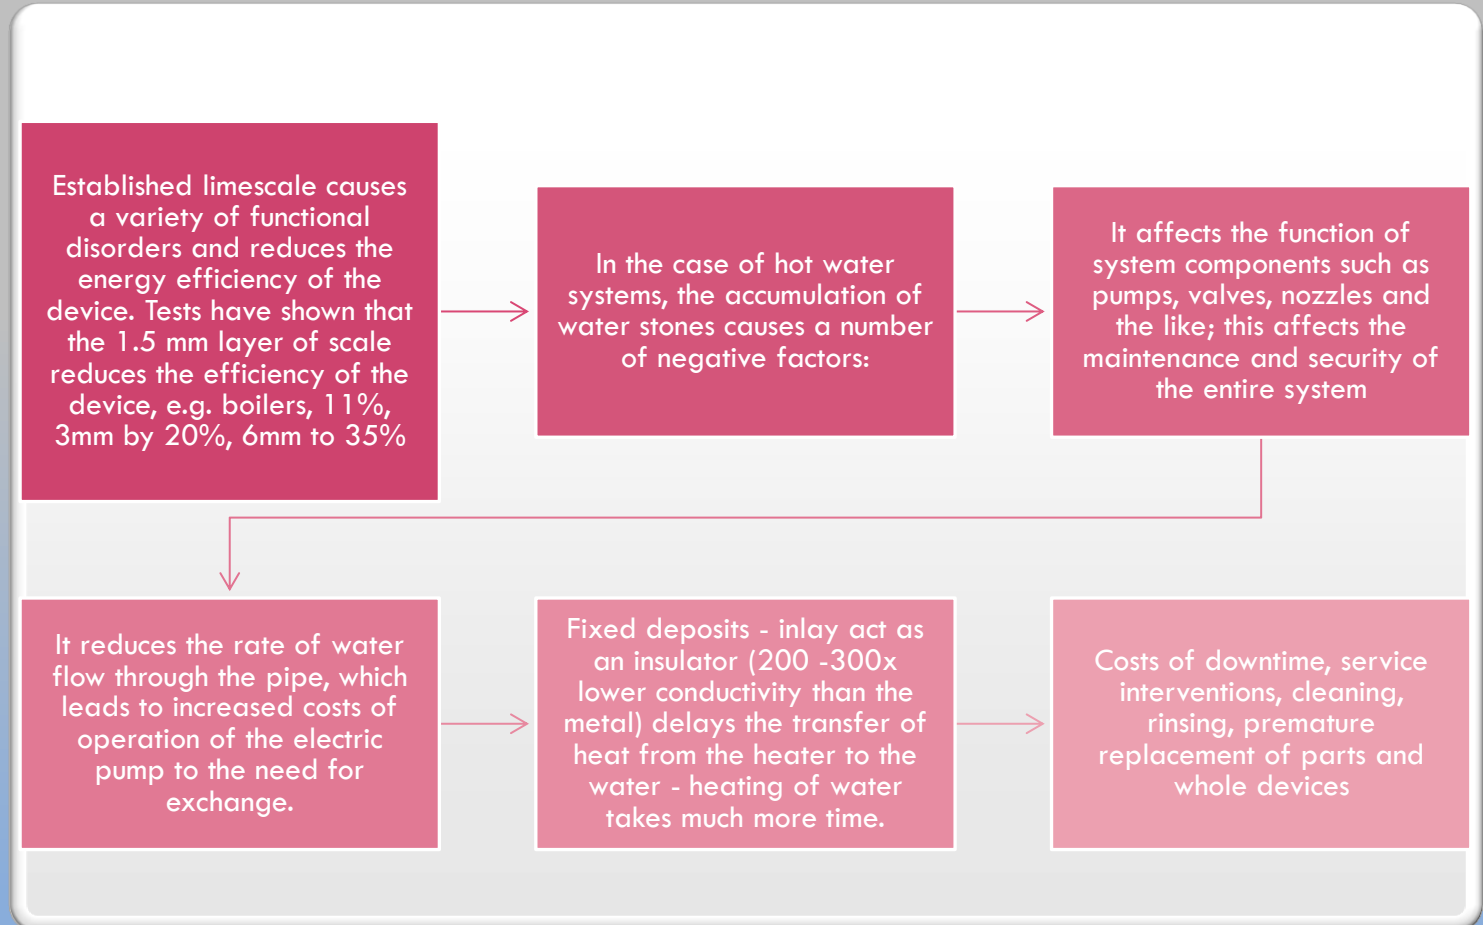 Established limescale causes
a variety of functional
disorders and reduces the
energy efficiency of the
device. Tests have shown that
the 1.5 mm layer of scale
reduces the efficiency of the
device, e.g. boilers, 11%,
3mm by 20%, 6mm to 35%
In the case of hot water
systems, the accumulation of
water stones causes a number
of negative factors:
It affects the function of
system components such as
pumps, valves, nozzles and
the like; this affects the
maintenance and security of
the entire system
It reduces the rate of water
flow through the pipe, which
leads to increased costs of
operation of the electric
pump to the need for
exchange.
Fixed deposits - inlay act as
an insulator (200 -300x
lower conductivity than the
metal) delays the transfer of
heat from the heater to the
water - heating of water
takes much more time.
Costs of downtime, service
interventions, cleaning,
rinsing, premature
replacement of parts and
whole devices